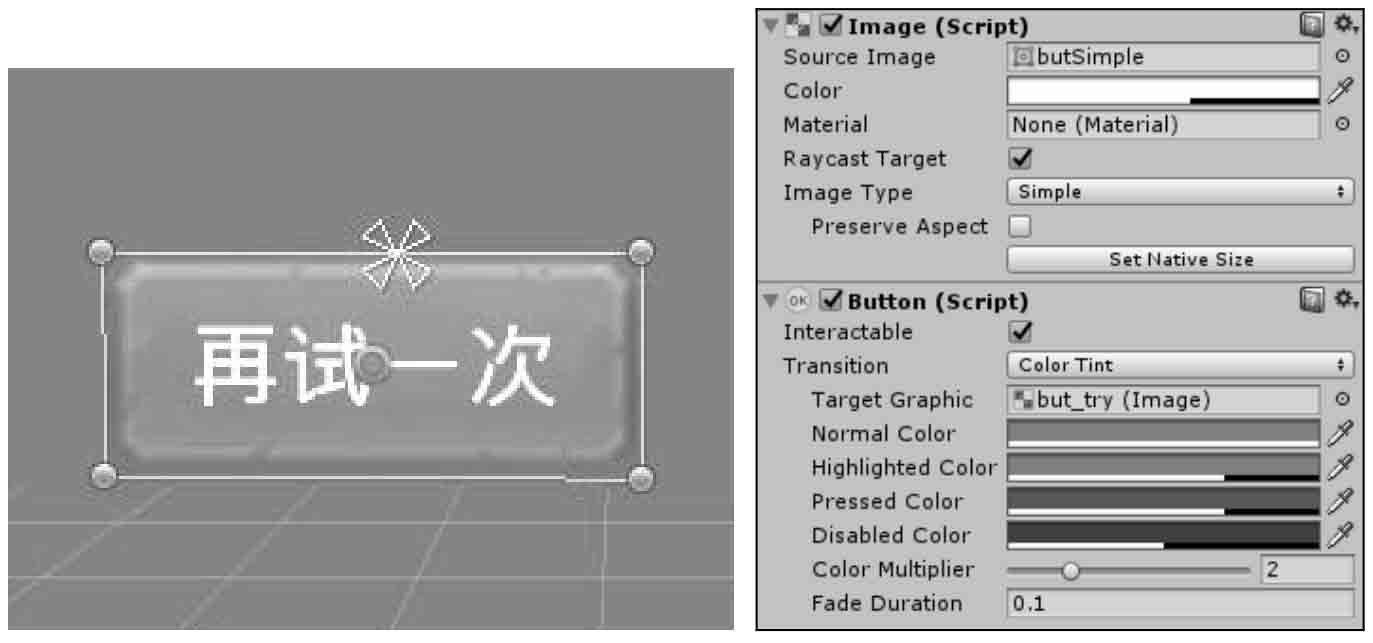 再试一次
Image (Script)
Source Image butSimple
Color
Material None (Material)
Raycast Target
Image Type Simple
Preserve Aspect
Set Native Size
OK Button (Script)
Interactable
Transition Color Tint
Target Graphic but_try (Image)
Normal Color
Highlighted Color
Pressed Color
Disabled Color
Color Multiplier 2
Fade Duration 0.1